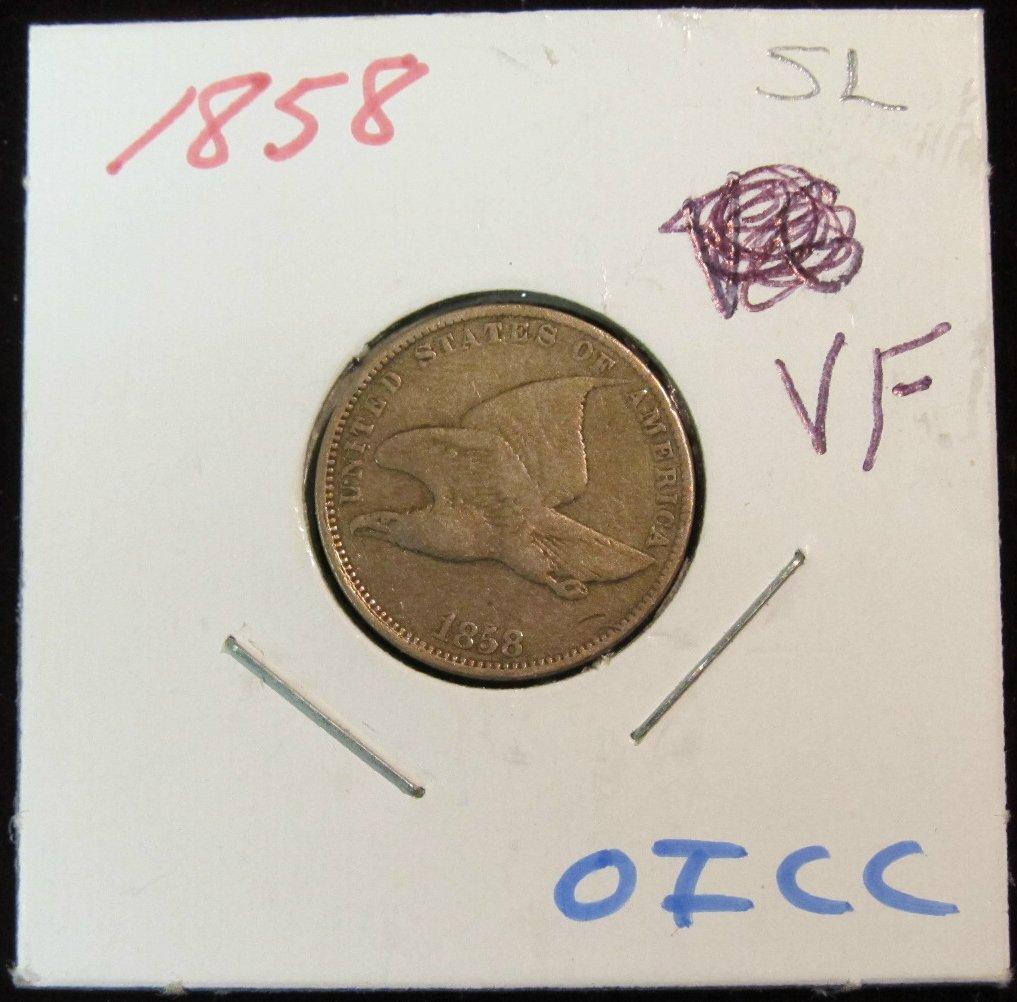 1858
SL
VF
UNITED STATES OF AMERICA
1858
OICC